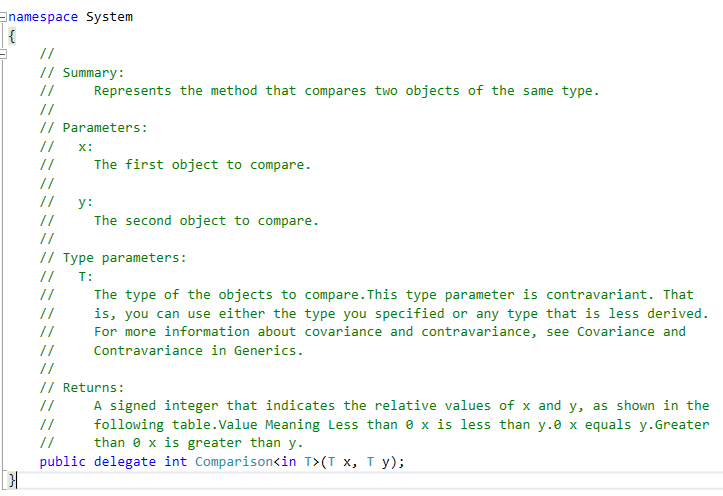 namespace System
{
//
// Summary:
//     Represents the method that compares two objects of the same type.
//
// Parameters:
//   x:
//     The first object to compare.
//
//   y:
//     The second object to compare.
//
// Type parameters:
//   T:
//     The type of the objects to compare.This type parameter is contravariant. That
//     is, you can use either the type you specified or any type that is less derived.
//     For more information about covariance and contravariance, see Covariance and
//     Contravariance in Generics.
//
// Returns:
//     A signed integer that indicates the relative values of x and y, as shown in the
//     following table.Value Meaning Less than 0 x is less than y.0 x equals y.Greater
//     than 0 x is greater than y.
public delegate int Comparison<in T>(T x, T y);
}